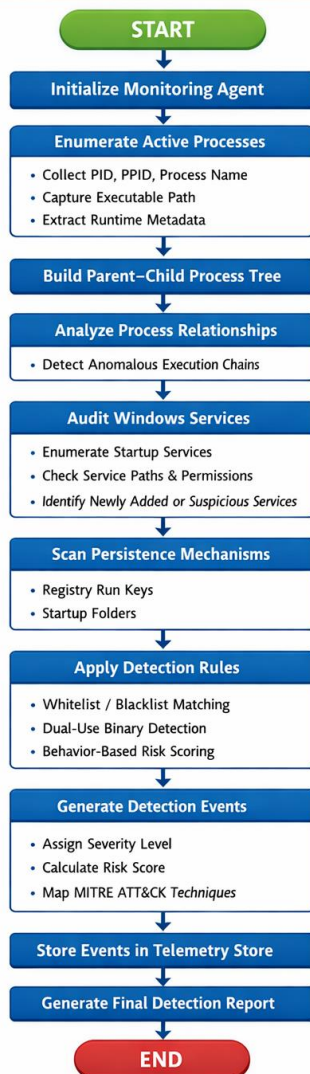 START
Initialize Monitoring Agent
Enumerate Active Processes
• Collect PID, PPID, Process Name
• Capture Executable Path
• Extract Runtime Metadata
Build Parent–Child Process Tree
Analyze Process Relationships
• Detect Anomalous Execution Chains
Audit Windows Services
• Enumerate Startup Services
• Check Service Paths & Permissions
• Identify Newly Added or Suspicious Services
Scan Persistence Mechanisms
• Registry Run Keys
• Startup Folders
Apply Detection Rules
• Whitelist / Blacklist Matching
• Dual-Use Binary Detection
• Behavior-Based Risk Scoring
Generate Detection Events
• Assign Severity Level
• Calculate Risk Score
• Map MITRE ATT&CK Techniques
Store Events in Telemetry Store
Generate Final Detection Report
END